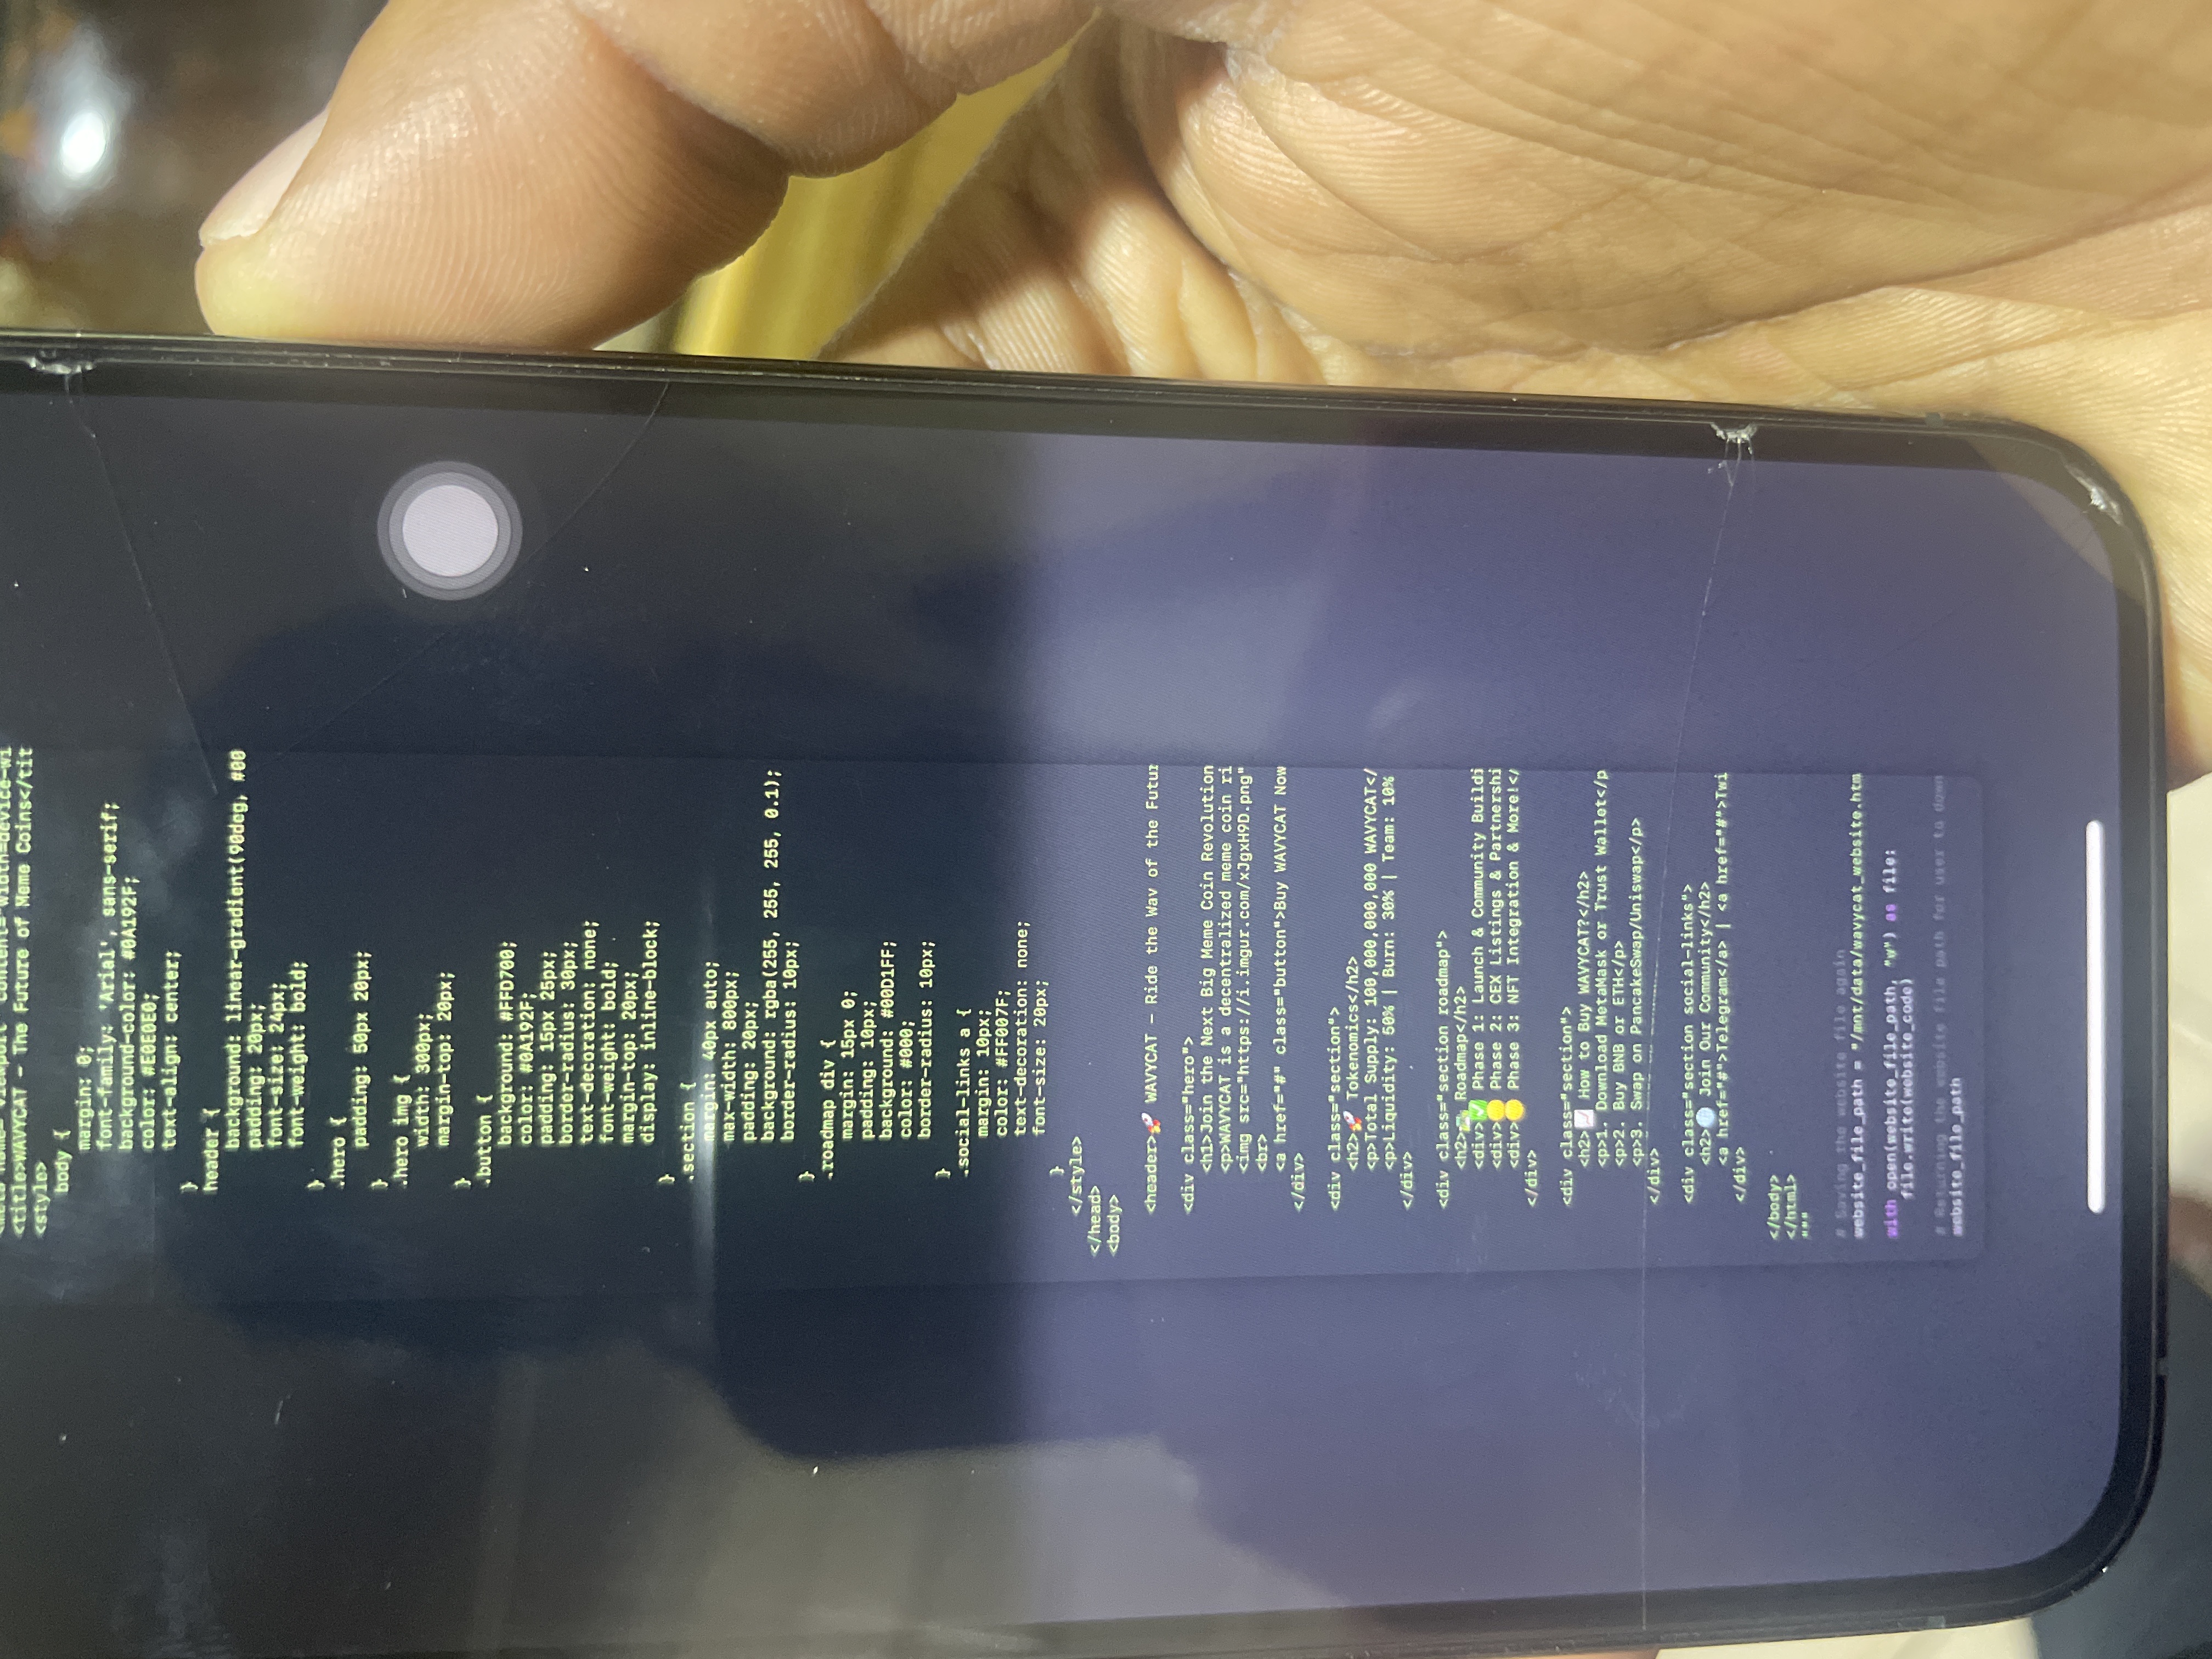 <meta name="viewport" content="width=device-wi
<title>WAVYCAT – The Future of Meme Coins</tit
<style>
body {
margin: 0;
font-family: 'Arial', sans-serif;
background-color: #0A192F;
color: #E0E0E0;
text-align: center;
}
header {
background: linear-gradient(90deg, #00
padding: 20px;
font-size: 24px;
font-weight: bold;
}
.hero {
padding: 50px 20px;
}
.hero img {
width: 300px;
margin-top: 20px;
}
.button {
background: #FFD700;
color: #0A192F;
padding: 15px 25px;
border-radius: 30px;
text-decoration: none;
font-weight: bold;
margin-top: 20px;
display: inline-block;
}
.section {
margin: 40px auto;
max-width: 800px;
padding: 20px;
background: rgba(255, 255, 255, 0.1);
border-radius: 10px;
}
.roadmap div {
margin: 15px 0;
padding: 10px;
background: #00D1FF;
color: #000;
border-radius: 10px;
}
.social-links a {
margin: 10px;
color: #FF007F;
text-decoration: none;
font-size: 20px;
}
</style>
</head>
<body>
<header>🚀 WAVYCAT – Ride the Wav of the Futur
<div class="hero">
<h1>Join the Next Big Meme Coin Revolution
<p>WAVYCAT is a decentralized meme coin ri
<img src="https://i.imgur.com/xJgxH9D.png"
<br>
<a href="#" class="button">Buy WAVYCAT Now
</div>
<div class="section">
<h2>🚀 Tokenomics</h2>
<p>Total Supply: 100,000,000,000 WAVYCAT</
<p>Liquidity: 50% | Burn: 30% | Team: 10%
</div>
<div class="section roadmap">
<h2> Roadmap</h2>
<div>✅ Phase 1: Launch & Community Buildi
<div>🟡 Phase 2: CEX Listings & Partnershi
<div>🟡 Phase 3: NFT Integration & More!</
</div>
<div class="section">
<h2>📈 How to Buy WAVYCAT?</h2>
<p>1. Download MetaMask or Trust Wallet</p
<p>2. Buy BNB or ETH</p>
<p>3. Swap on PancakeSwap/Uniswap</p>
</div>
<div class="section social-links">
<h2>🌐 Join Our Community</h2>
<a href="#">Telegram</a> | <a href="#">Twi
</div>
</body>
</html>
"""
# Saving the website file again
website_file_path = "/mnt/data/wavycat_website.htm
with open(website_file_path, "w") as file:
file.write(website_code)
# Returning the website file path for user to down
website_file_path